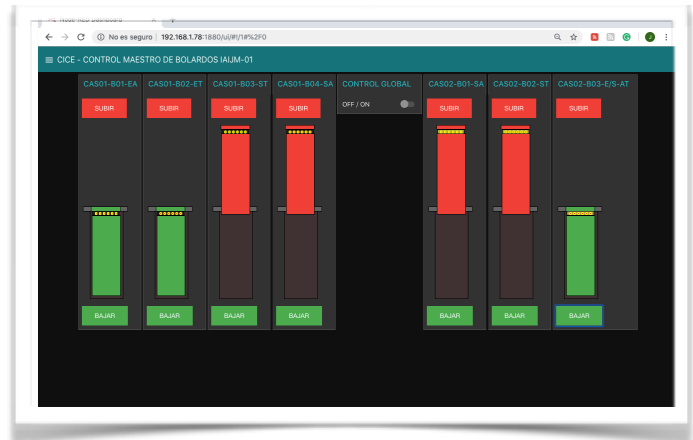 Node-RED Dashboard
No es seguro | 192.168.1.78:1880/ui/#!/1#%2F0
CICE - CONTROL MAESTRO DE BOLARDOS IAIJM-01
CAS01-B01-EA CAS01-B02-ET CAS01-B03-ST CAS01-B04-SA CONTROL GLOBAL CAS02-B01-SA CAS02-B02-ST CAS02-B03-E/S-AT
SUBIR SUBIR SUBIR SUBIR OFF / ON SUBIR SUBIR SUBIR
BAJAR BAJAR BAJAR BAJAR BAJAR BAJAR BAJAR